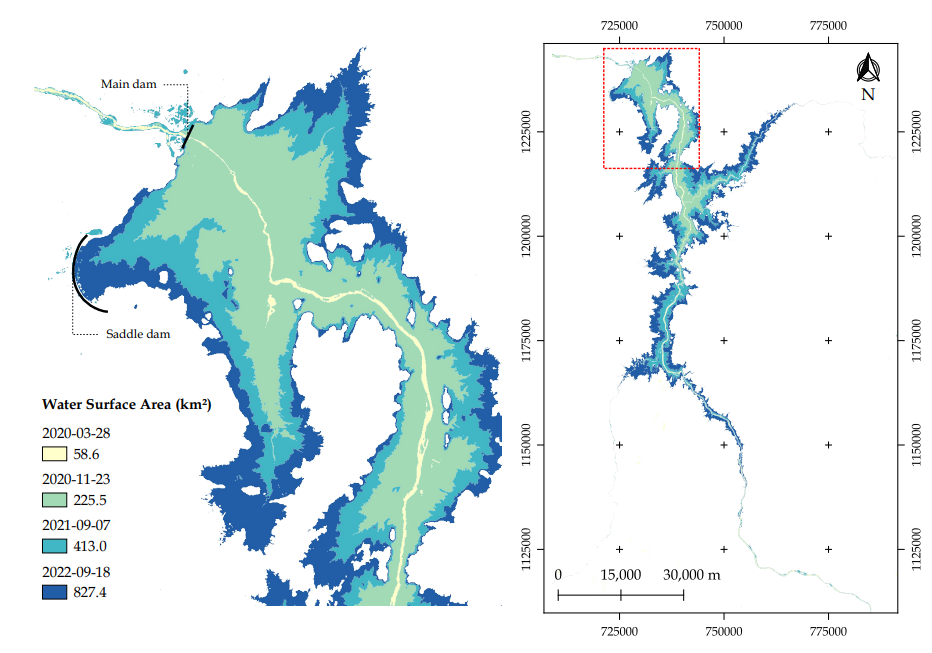 Main dam
Saddle dam
Water Surface Area (km²)
2020-03-28
58.6
2020-11-23
225.5
2021-09-07
413.0
2022-09-18
827.4
725000 750000 775000
N
1225000 1225000
1200000 1200000
1175000 1175000
1150000 1150000
1125000 1125000
0 15,000 30,000 m
725000 750000 775000